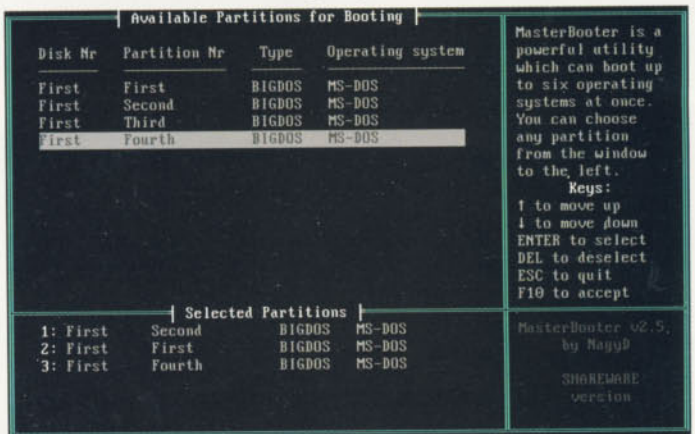 Available Partitions for Booting
Disk Nr Partition Nr Type Operating system
First First BIGDOS MS-DOS
First Second BIGDOS MS-DOS
First Third BIGDOS MS-DOS
First Fourth BIGDOS MS-DOS
Selected Partitions
1: First Second BIGDOS MS-DOS
2: First First BIGDOS MS-DOS
3: First Fourth BIGDOS MS-DOS
MasterBooter is a
powerful utility
which can boot up
to six operating
systems at once.
You can choose
any partition
from the window
to the left.
Keys:
↑ to move up
↓ to move down
ENTER to select
DEL to deselect
ESC to quit
F10 to accept
MasterBooter v2.5,
by NagyD
SHAREWARE
version